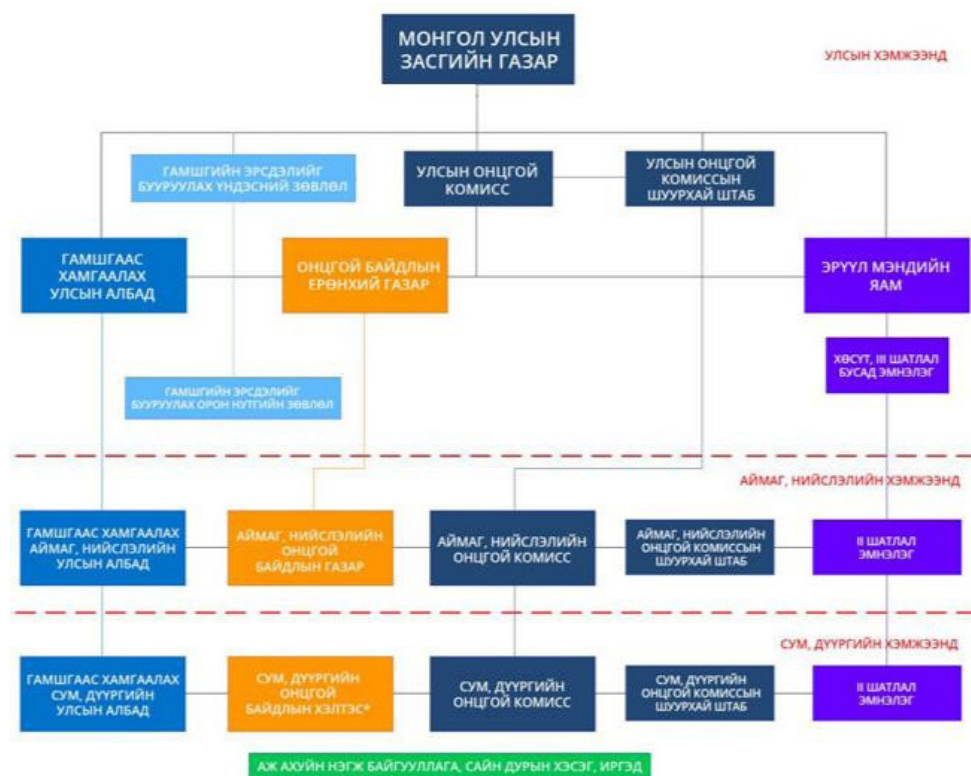 МОНГОЛ УЛСЫН
ЗАСГИЙН ГАЗАР
УЛСЫН ХЭМЖЭЭНД
ГАМШГИЙН ЭРСДЭЛИЙГ
БУУРУУЛАХ ҮНДЭСНИЙ ЗӨВЛӨЛ
УЛСЫН ОНЦГОЙ
КОМИСС
УЛСЫН ОНЦГОЙ
КОМИССЫН
ШУУРХАЙ ШТАБ
ГАМШГААС
ХАМГААЛАХ
УЛСЫН АЛБАД
ОНЦГОЙ БАЙДЛЫН
ЕРӨНХИЙ ГАЗАР
ЭРҮҮЛ МЭНДИЙН
ЯАМ
ХӨСҮТ, III ШАТЛАЛ
БУСАД ЭМНЭЛЭГ
ГАМШГИЙН ЭРСДЭЛИЙГ
БУУРУУЛАХ ОРОН НУТГИЙН ЗӨВЛӨЛ
АЙМАГ, НИЙСЛЭЛИЙН ХЭМЖЭЭНД
ГАМШГААС ХАМГААЛАХ
АЙМАГ, НИЙСЛЭЛИЙН
УЛСЫН АЛБАД
АЙМАГ, НИЙСЛЭЛИЙН
ОНЦГОЙ
БАЙДЛЫН ГАЗАР
АЙМАГ, НИЙСЛЭЛИЙН
ОНЦГОЙ КОМИСС
АЙМАГ, НИЙСЛЭЛИЙН
ОНЦГОЙ КОМИССЫН
ШУУРХАЙ ШТАБ
II ШАТЛАЛ
ЭМНЭЛЭГ
СУМ, ДҮҮРГИЙН ХЭМЖЭЭНД
ГАМШГААС ХАМГААЛАХ
СУМ, ДҮҮРГИЙН
УЛСЫН АЛБАД
СУМ, ДҮҮРГИЙН
ОНЦГОЙ
БАЙДЛЫН ХЭЛТЭС*
СУМ, ДҮҮРГИЙН
ОНЦГОЙ КОМИСС
СУМ, ДҮҮРГИЙН
ОНЦГОЙ КОМИССЫН
ШУУРХАЙ ШТАБ
II ШАТЛАЛ
ЭМНЭЛЭГ
АЖ АХУЙН НЭГЖ БАЙГУУЛЛАГА, САЙН ДУРЫН ХЭСЭГ, ИРГЭД